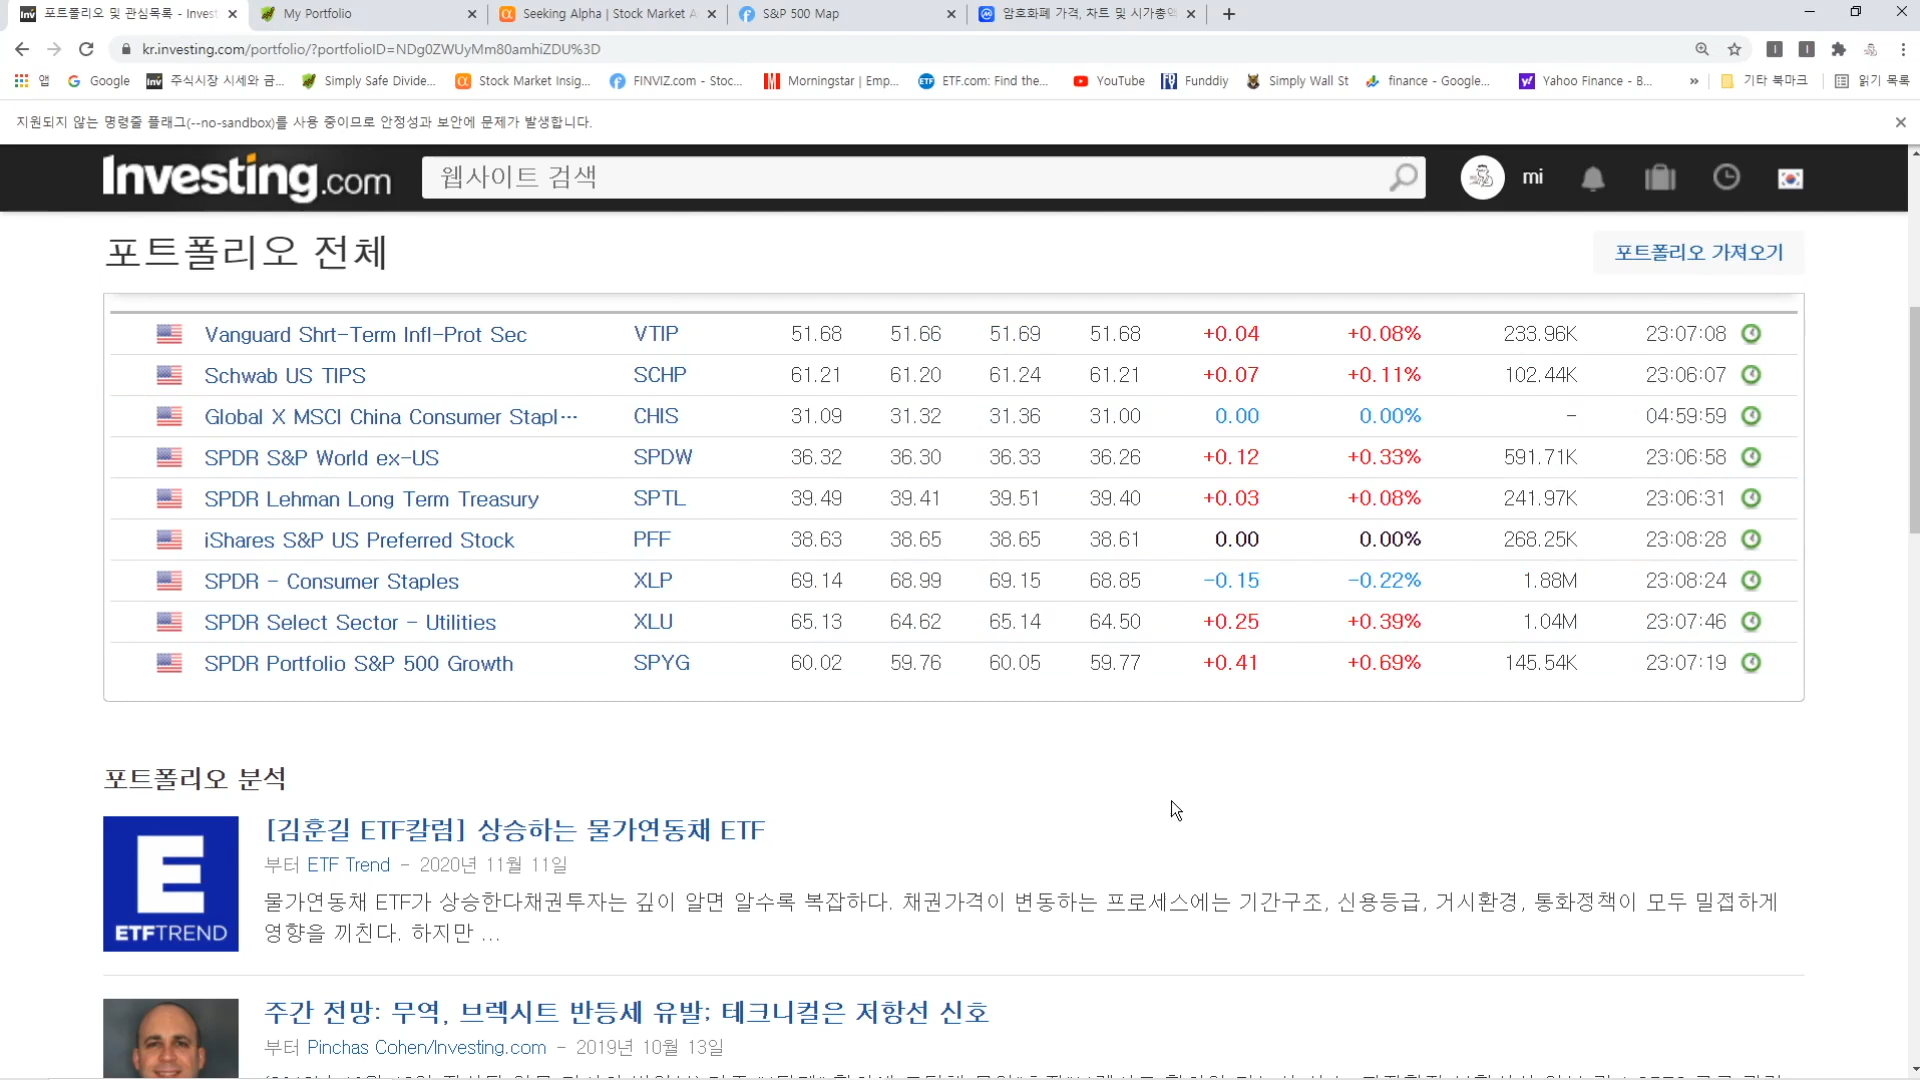 포트폴리오 및 관심목록 - Invest
My Portfolio
Seeking Alpha | Stock Market A
S&P 500 Map
암호화폐 가격, 차트 및 시가총액
kr.investing.com/portfolio/?portfolioID=NDg0ZWUyMm80amhiZDU%3D
앱
Google
주식시장 시세와 금...
Simply Safe Divide...
Stock Market Insig...
FINVIZ.com - Stoc...
Morningstar | Emp...
ETF.com: Find the...
YouTube
Funddiy
Simply Wall St
finance - Google...
Yahoo Finance - B...
»
기타 북마크
읽기 목록
지원되지 않는 명령줄 플래그(--no-sandbox)를 사용 중이므로 안정성과 보안에 문제가 발생합니다.
Investing.com
웹사이트 검색
mi
포트폴리오 전체
포트폴리오 가져오기
Vanguard Shrt-Term Infl-Prot Sec VTIP 51.68 51.66 51.69 51.68 +0.04 +0.08% 233.96K 23:07:08
Schwab US TIPS SCHP 61.21 61.20 61.24 61.21 +0.07 +0.11% 102.44K 23:06:07
Global X MSCI China Consumer Stapl… CHIS 31.09 31.32 31.36 31.00 0.00 0.00% - 04:59:59
SPDR S&P World ex-US SPDW 36.32 36.30 36.33 36.26 +0.12 +0.33% 591.71K 23:06:58
SPDR Lehman Long Term Treasury SPTL 39.49 39.41 39.51 39.40 +0.03 +0.08% 241.97K 23:06:31
iShares S&P US Preferred Stock PFF 38.63 38.65 38.65 38.61 0.00 0.00% 268.25K 23:08:28
SPDR - Consumer Staples XLP 69.14 68.99 69.15 68.85 -0.15 -0.22% 1.88M 23:08:24
SPDR Select Sector - Utilities XLU 65.13 64.62 65.14 64.50 +0.25 +0.39% 1.04M 23:07:46
SPDR Portfolio S&P 500 Growth SPYG 60.02 59.76 60.05 59.77 +0.41 +0.69% 145.54K 23:07:19
포트폴리오 분석
E
ETFTREND
[김훈길 ETF칼럼] 상승하는 물가연동채 ETF
부터 ETF Trend - 2020년 11월 11일
물가연동채 ETF가 상승한다채권투자는 깊이 알면 알수록 복잡하다. 채권가격이 변동하는 프로세스에는 기간구조, 신용등급, 거시환경, 통화정책이 모두 밀접하게
영향을 끼친다. 하지만 ...
주간 전망: 무역, 브렉시트 반등세 유발; 테크니컬은 저항선 신호
부터 Pinchas Cohen/Investing.com - 2019년 10월 13일